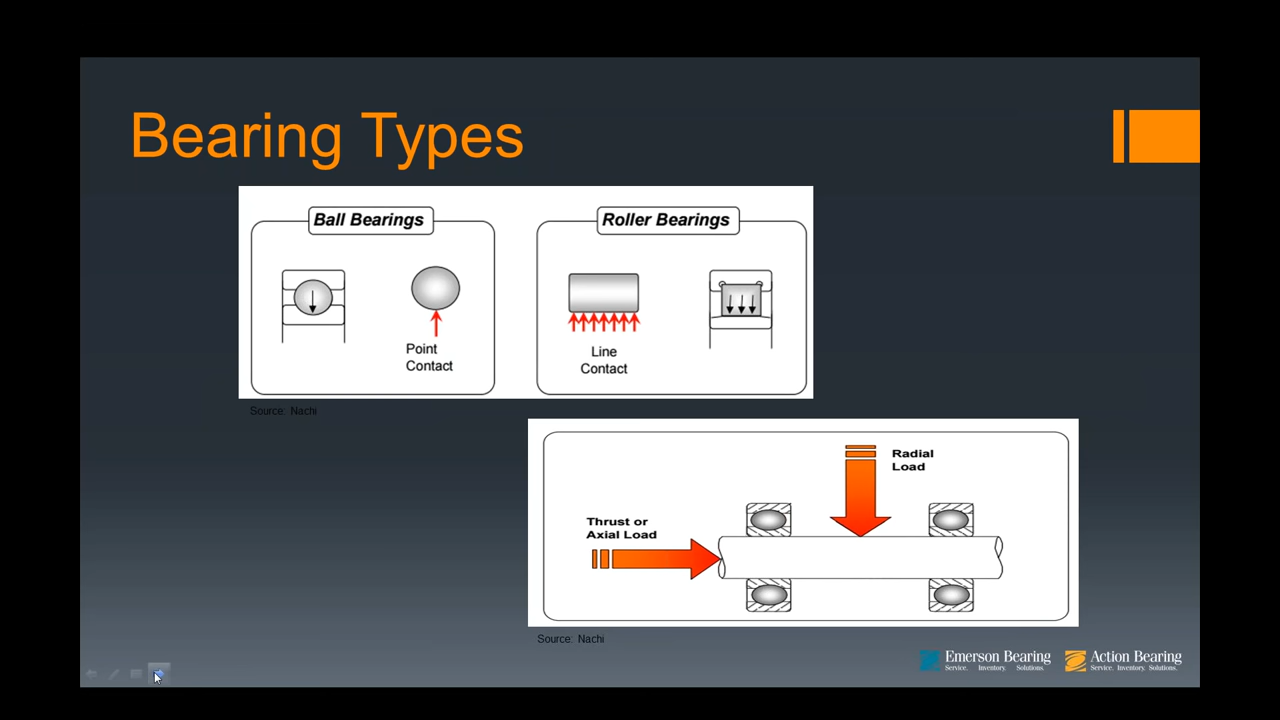 Bearing Types
Ball Bearings
Roller Bearings
Point
Contact
Line
Contact
Source: Nachi
Radial
Load
Thrust or
Axial Load
Source: Nachi
Emerson Bearing
Service. Inventory. Solutions.
Action Bearing
Service. Inventory. Solutions.